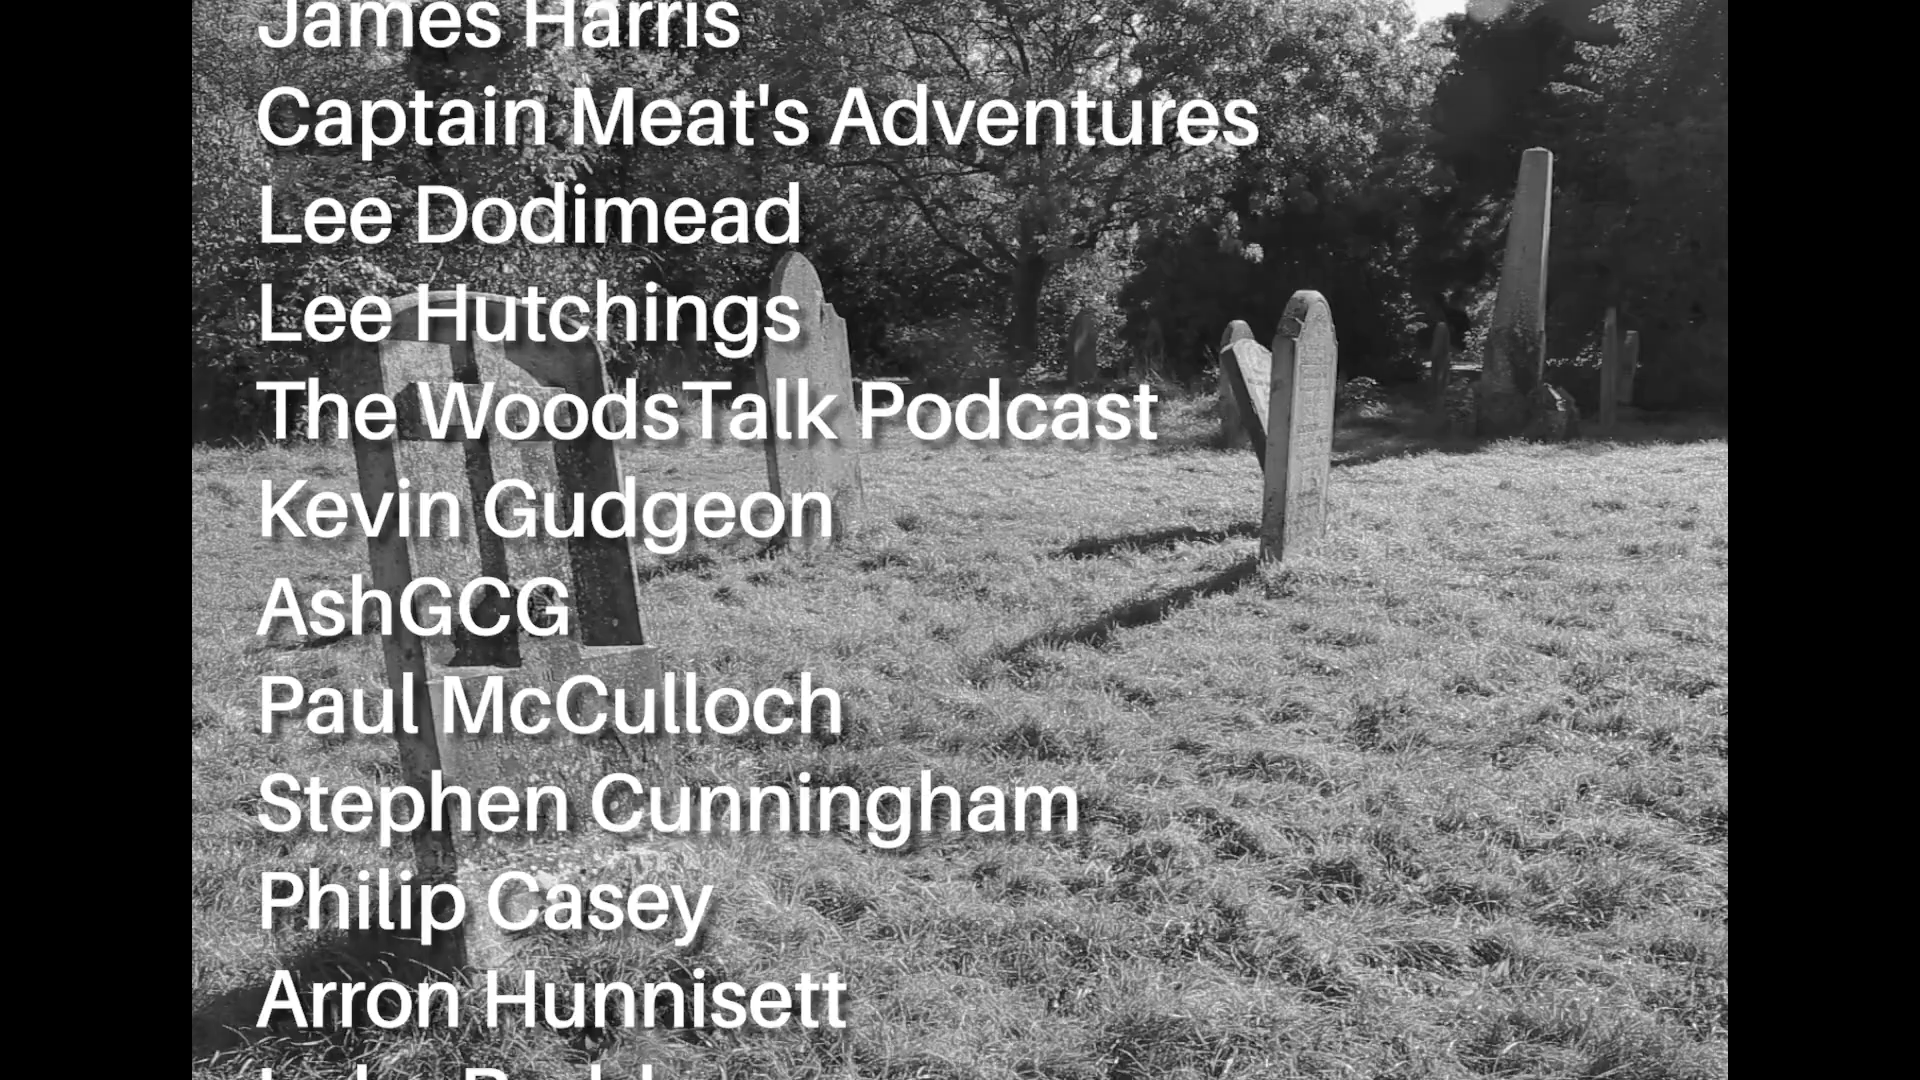 James Harris
Captain Meat's Adventures
Lee Dodimead
Lee Hutchings
The WoodsTalk Podcast
Kevin Gudgeon
AshGCG
Paul McCulloch
Stephen Cunningham
Philip Casey
Arron Hunnisett